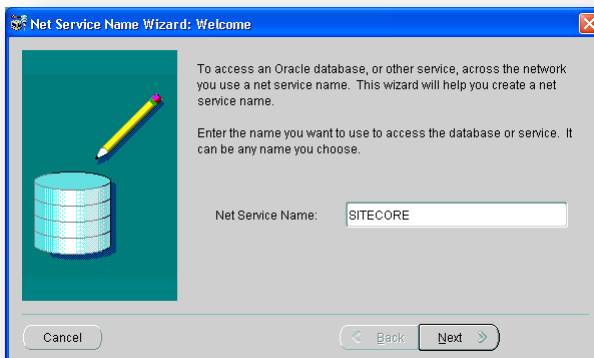 Net Service Name Wizard: Welcome
To access an Oracle database, or other service, across the network
you use a net service name. This wizard will help you create a net
service name.
Enter the name you want to use to access the database or service. It
can be any name you choose.
Net Service Name: SITECORE
Cancel Back Next